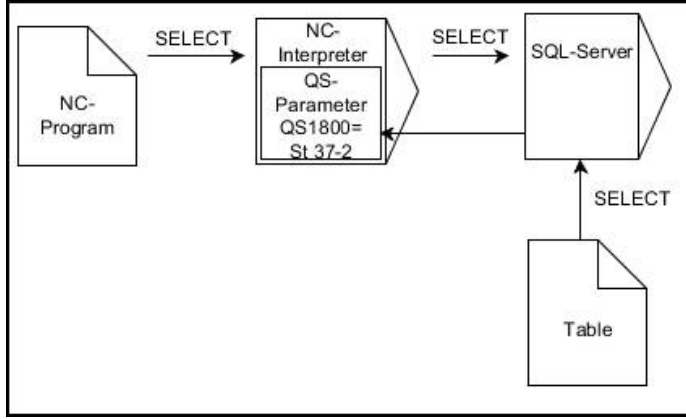 SELECT
NC-
Interpreter
SELECT
SQL-Server
QS-
Parameter
QS1800=
St 37-2
NC-
Program
SELECT
Table